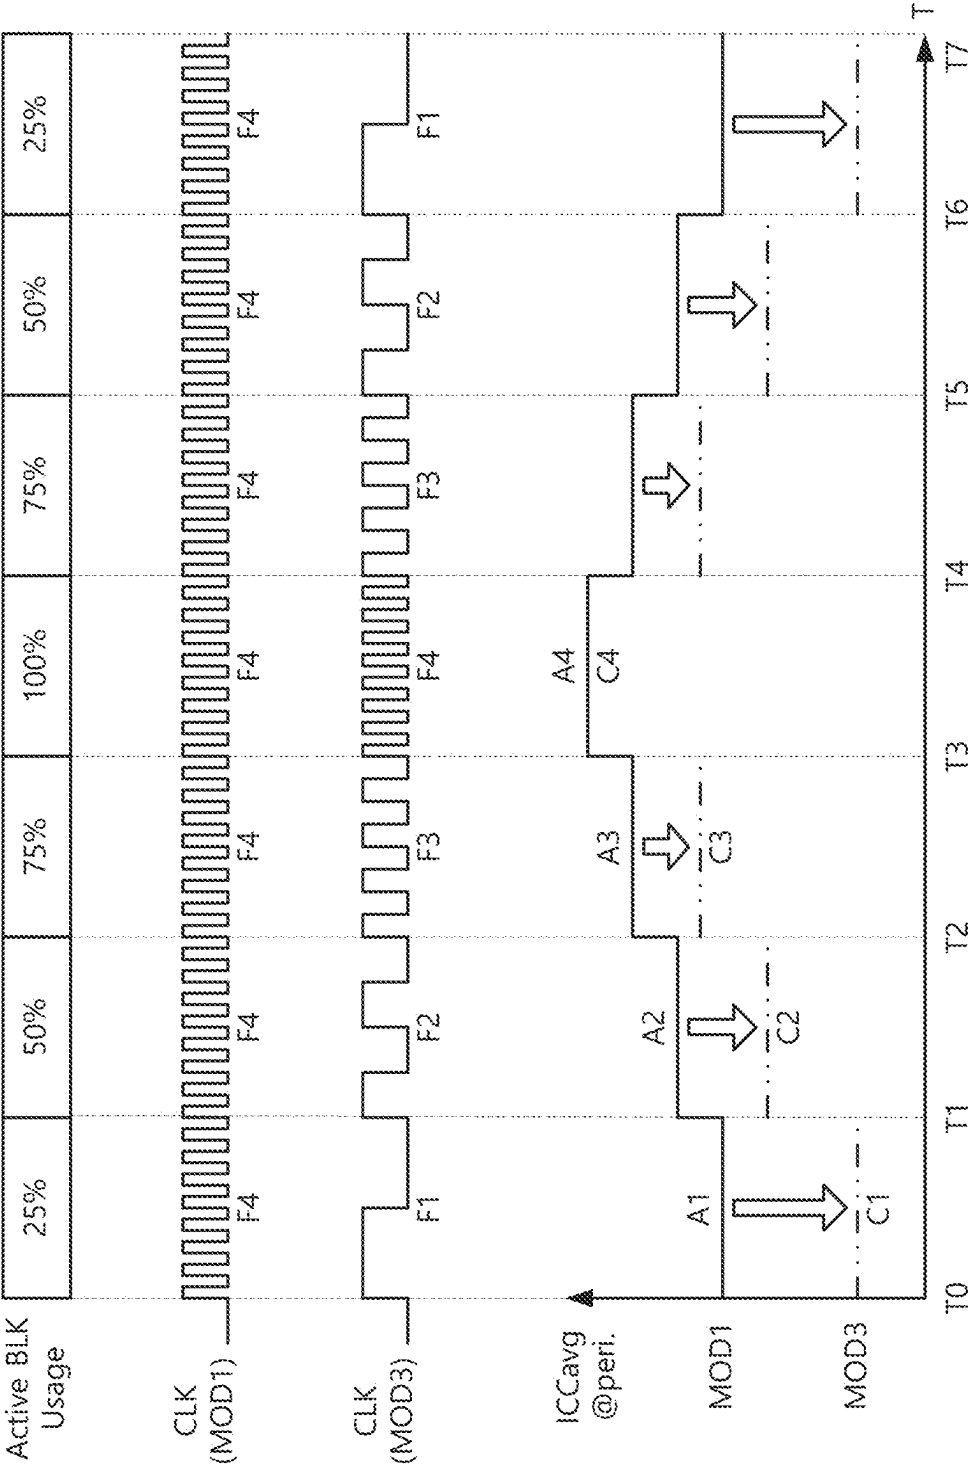 Active BLK
Usage
25%
50%
75%
100%
75%
50%
25%
CLK
(MOD1)
F4
F4
F4
F4
F4
F4
F4
CLK
(MOD3)
F1
F2
F3
F4
F3
F2
F1
ICCavg
@peri.
A4
C4
A3
C3
A2
C2
MOD1
A1
MOD3
C1
T0
T1
T2
T3
T4
T5
T6
T7
T